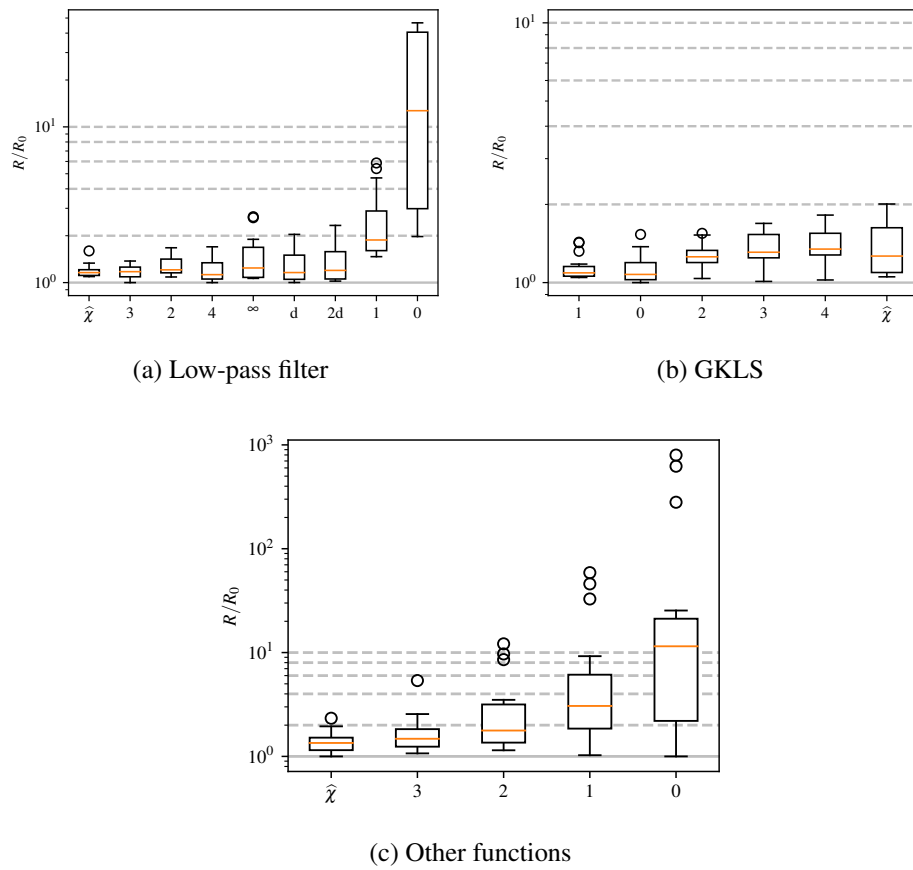 R/R₀
10¹
10⁰
χ̂ 3 2 4 ∞ d 2d 1 0
(a) Low-pass filter
R/R₀
10¹
10⁰
1 0 2 3 4 χ̂
(b) GKLS
R/R₀
10³
10²
10¹
10⁰
χ̂ 3 2 1 0
(c) Other functions